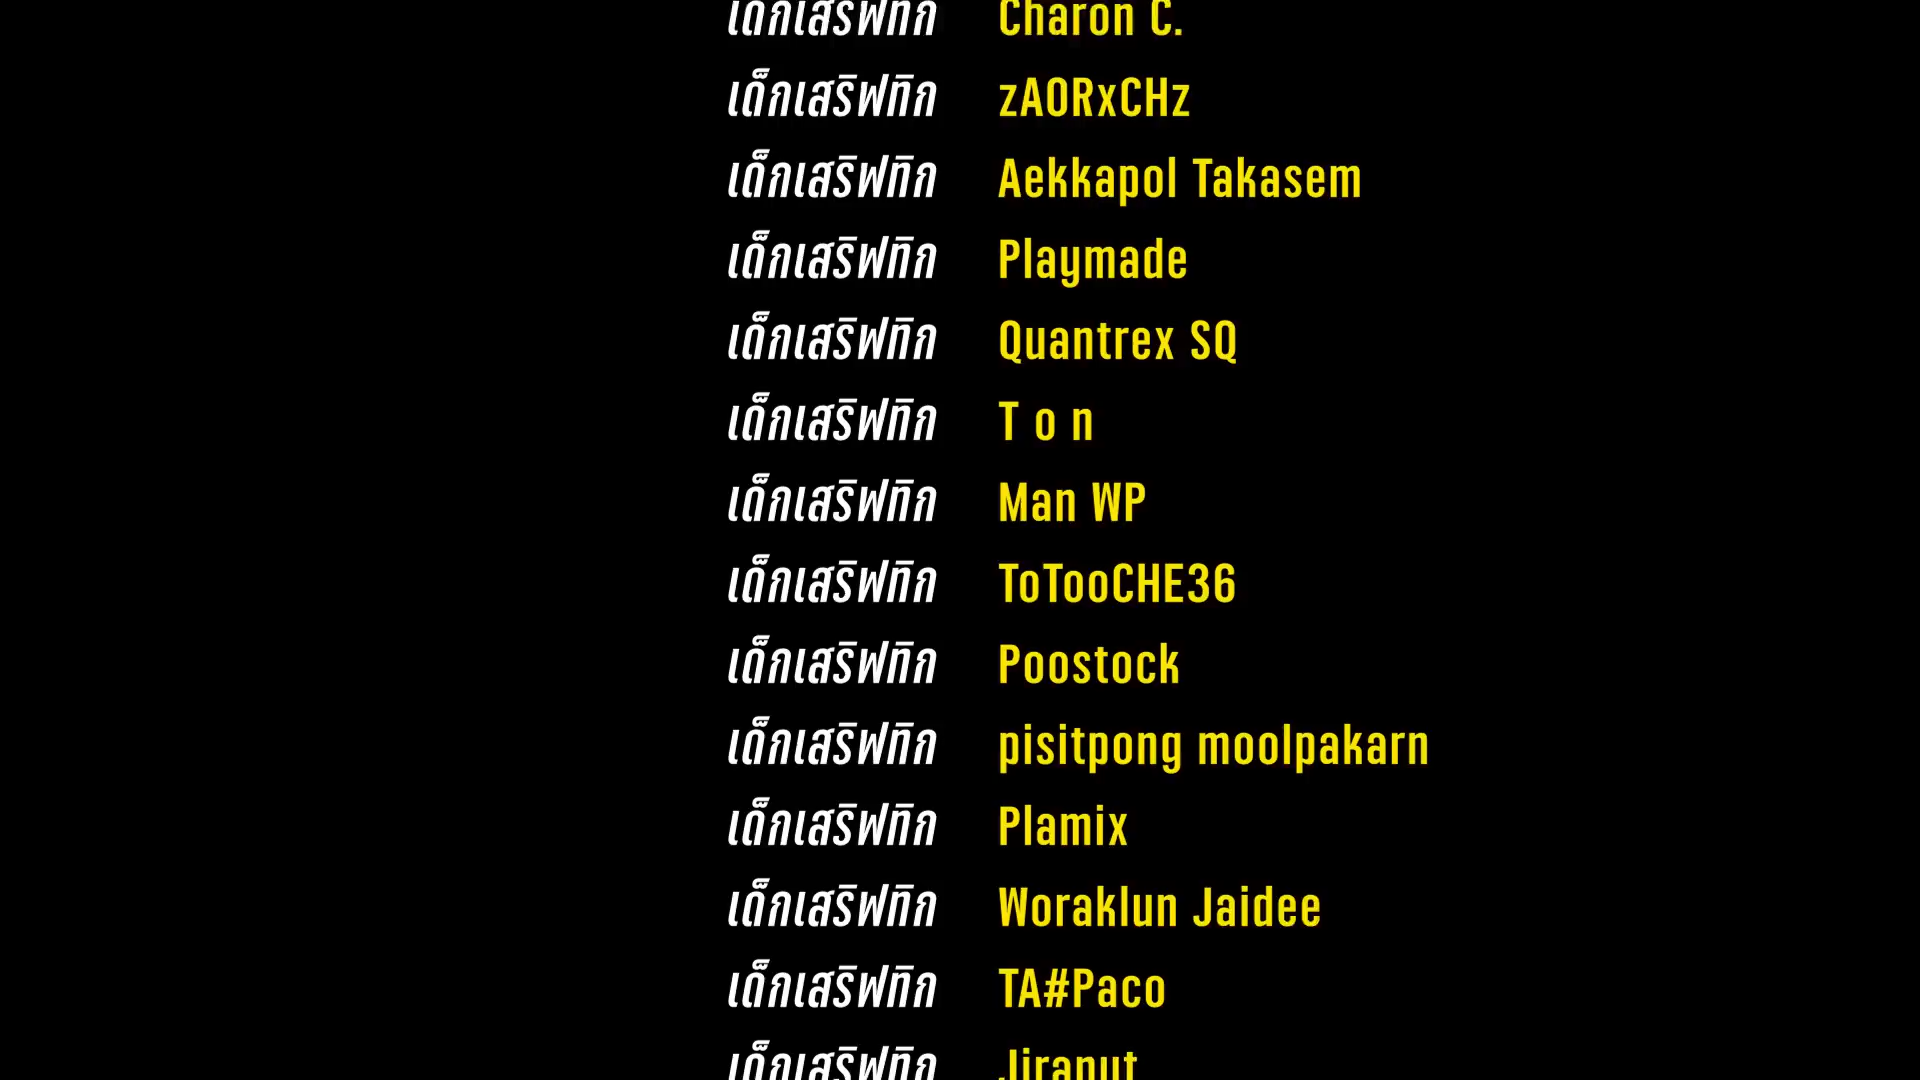 เด็กเสริฟทิก Charon C.
เด็กเสริฟทิก zAORxCHz
เด็กเสริฟทิก Aekkapol Takasem
เด็กเสริฟทิก Playmade
เด็กเสริฟทิก Quantrex SQ
เด็กเสริฟทิก T o n
เด็กเสริฟทิก Man WP
เด็กเสริฟทิก ToTooCHE36
เด็กเสริฟทิก Poostock
เด็กเสริฟทิก pisitpong moolpakarn
เด็กเสริฟทิก Plamix
เด็กเสริฟทิก Woraklun Jaidee
เด็กเสริฟทิก TA#Paco
เด็กเสริฟทิก Jiranut